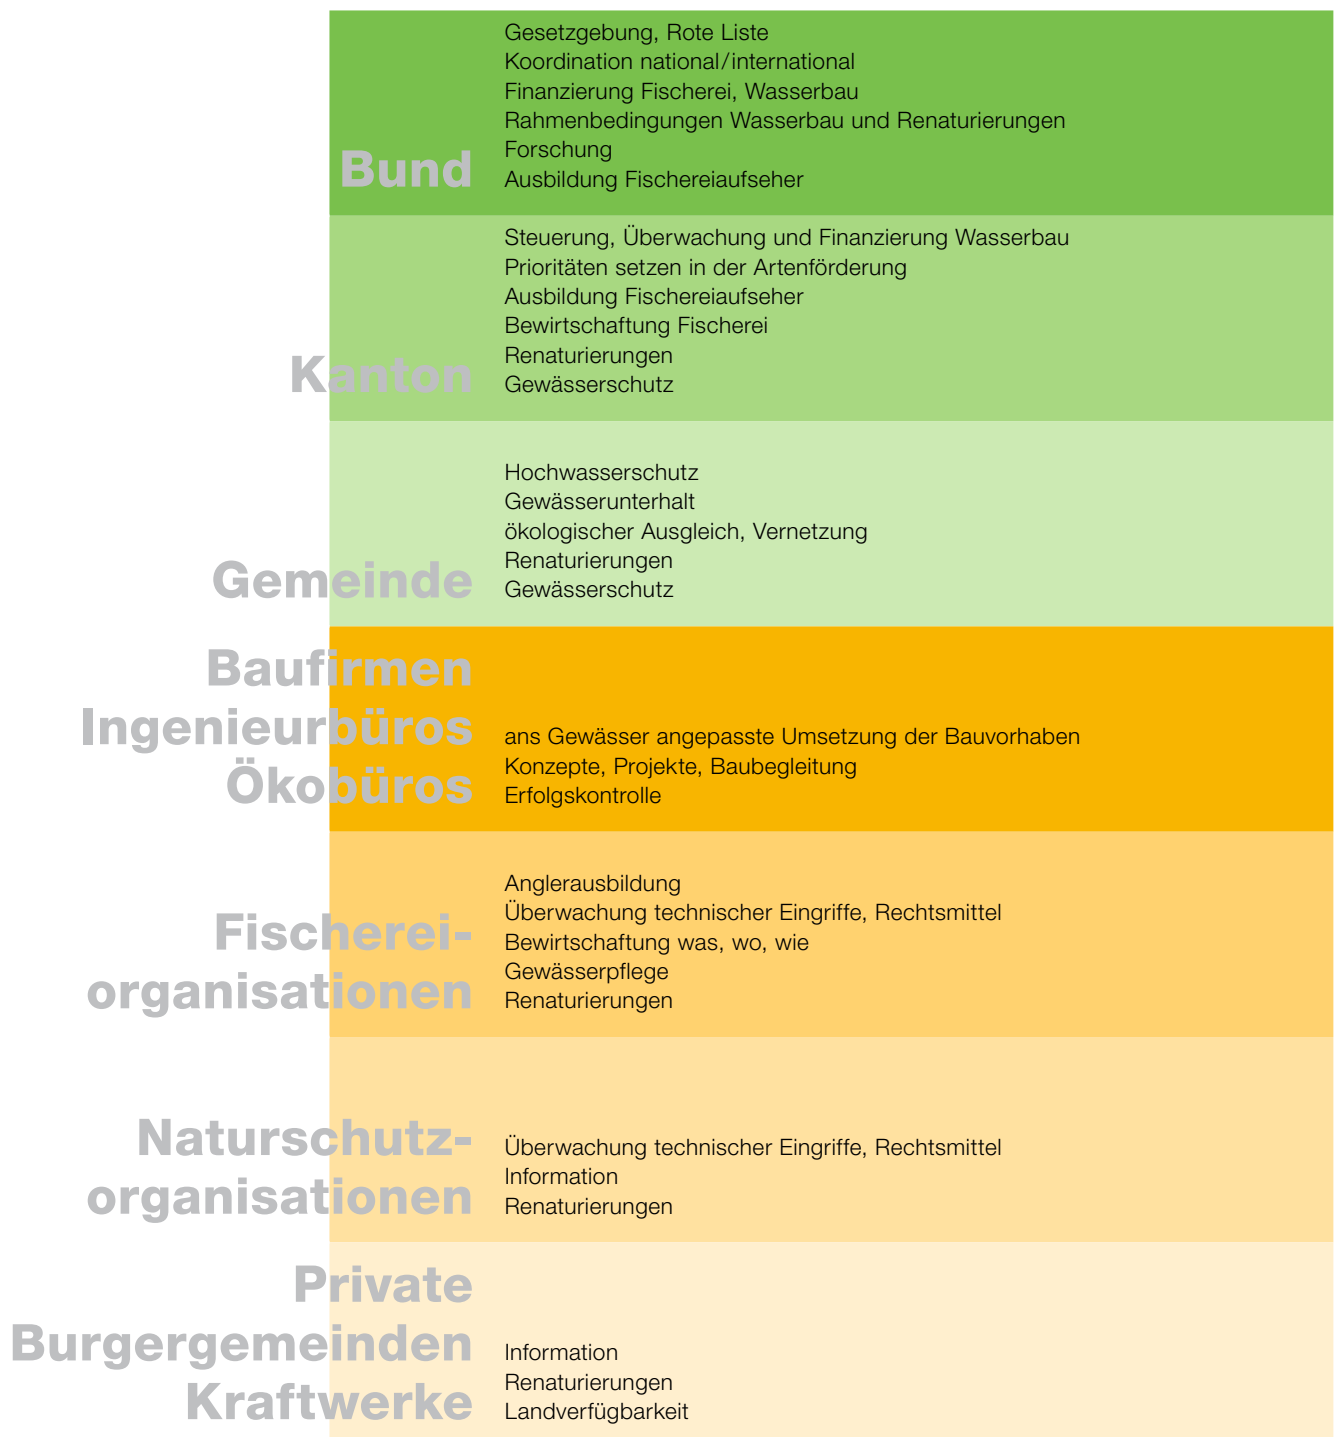 Bund
Gesetzgebung, Rote Liste
Koordination national/international
Finanzierung Fischerei, Wasserbau
Rahmenbedingungen Wasserbau und Renaturierungen
Forschung
Ausbildung Fischereiaufseher
Kanton
Steuerung, Überwachung und Finanzierung Wasserbau
Prioritäten setzen in der Artenförderung
Ausbildung Fischereiaufseher
Bewirtschaftung Fischerei
Renaturierungen
Gewässerschutz
Gemeinde
Hochwasserschutz
Gewässerunterhalt
ökologischer Ausgleich, Vernetzung
Renaturierungen
Gewässerschutz
Baufirmen
Ingenieurbüros
Ökobüros
ans Gewässer angepasste Umsetzung der Bauvorhaben
Konzepte, Projekte, Baubegleitung
Erfolgskontrolle
Fischerei-
organisationen
Anglerausbildung
Überwachung technischer Eingriffe, Rechtsmittel
Bewirtschaftung was, wo, wie
Gewässerpflege
Renaturierungen
Naturschutz-
organisationen
Überwachung technischer Eingriffe, Rechtsmittel
Information
Renaturierungen
Private
Burgergemeinden
Kraftwerke
Information
Renaturierungen
Landverfügbarkeit